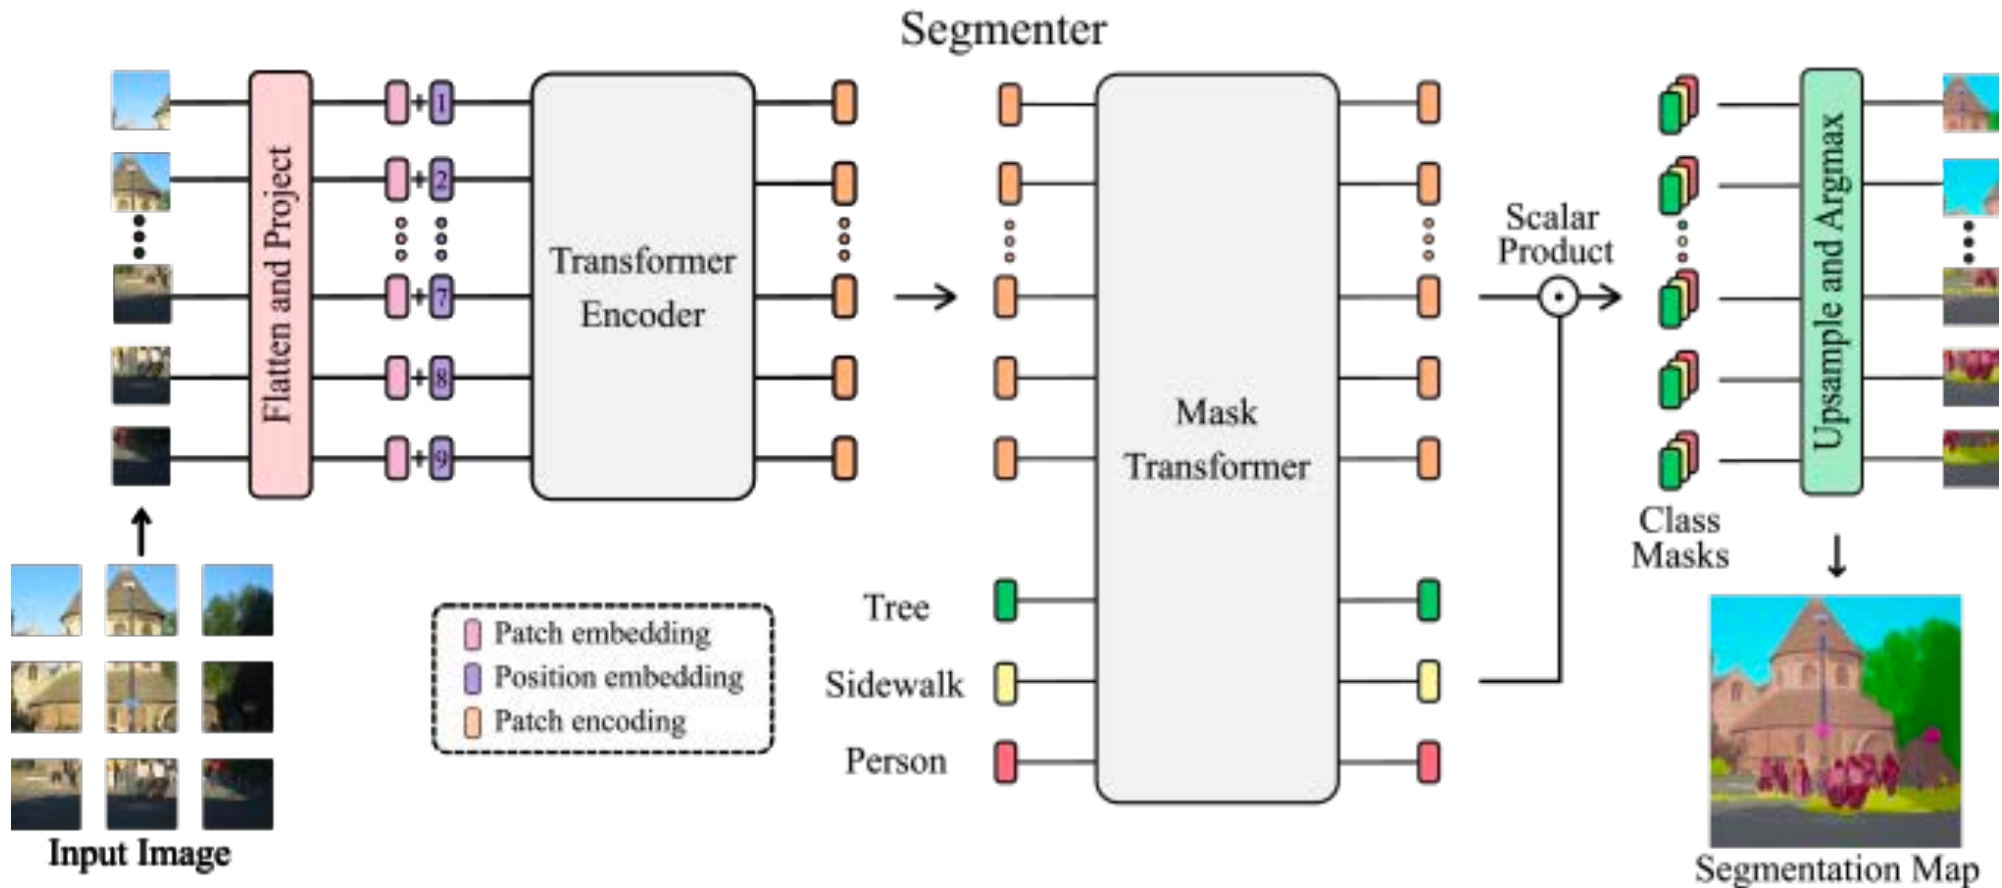 Segmenter
Flatten and Project
+ 1
+ 2
+ 7
+ 8
+ 9
Transformer
Encoder
Mask
Transformer
Scalar
Product
Upsample and Argmax
Class
Masks
Tree
Sidewalk
Person
Patch embedding
Position embedding
Patch encoding
Input Image
Segmentation Map